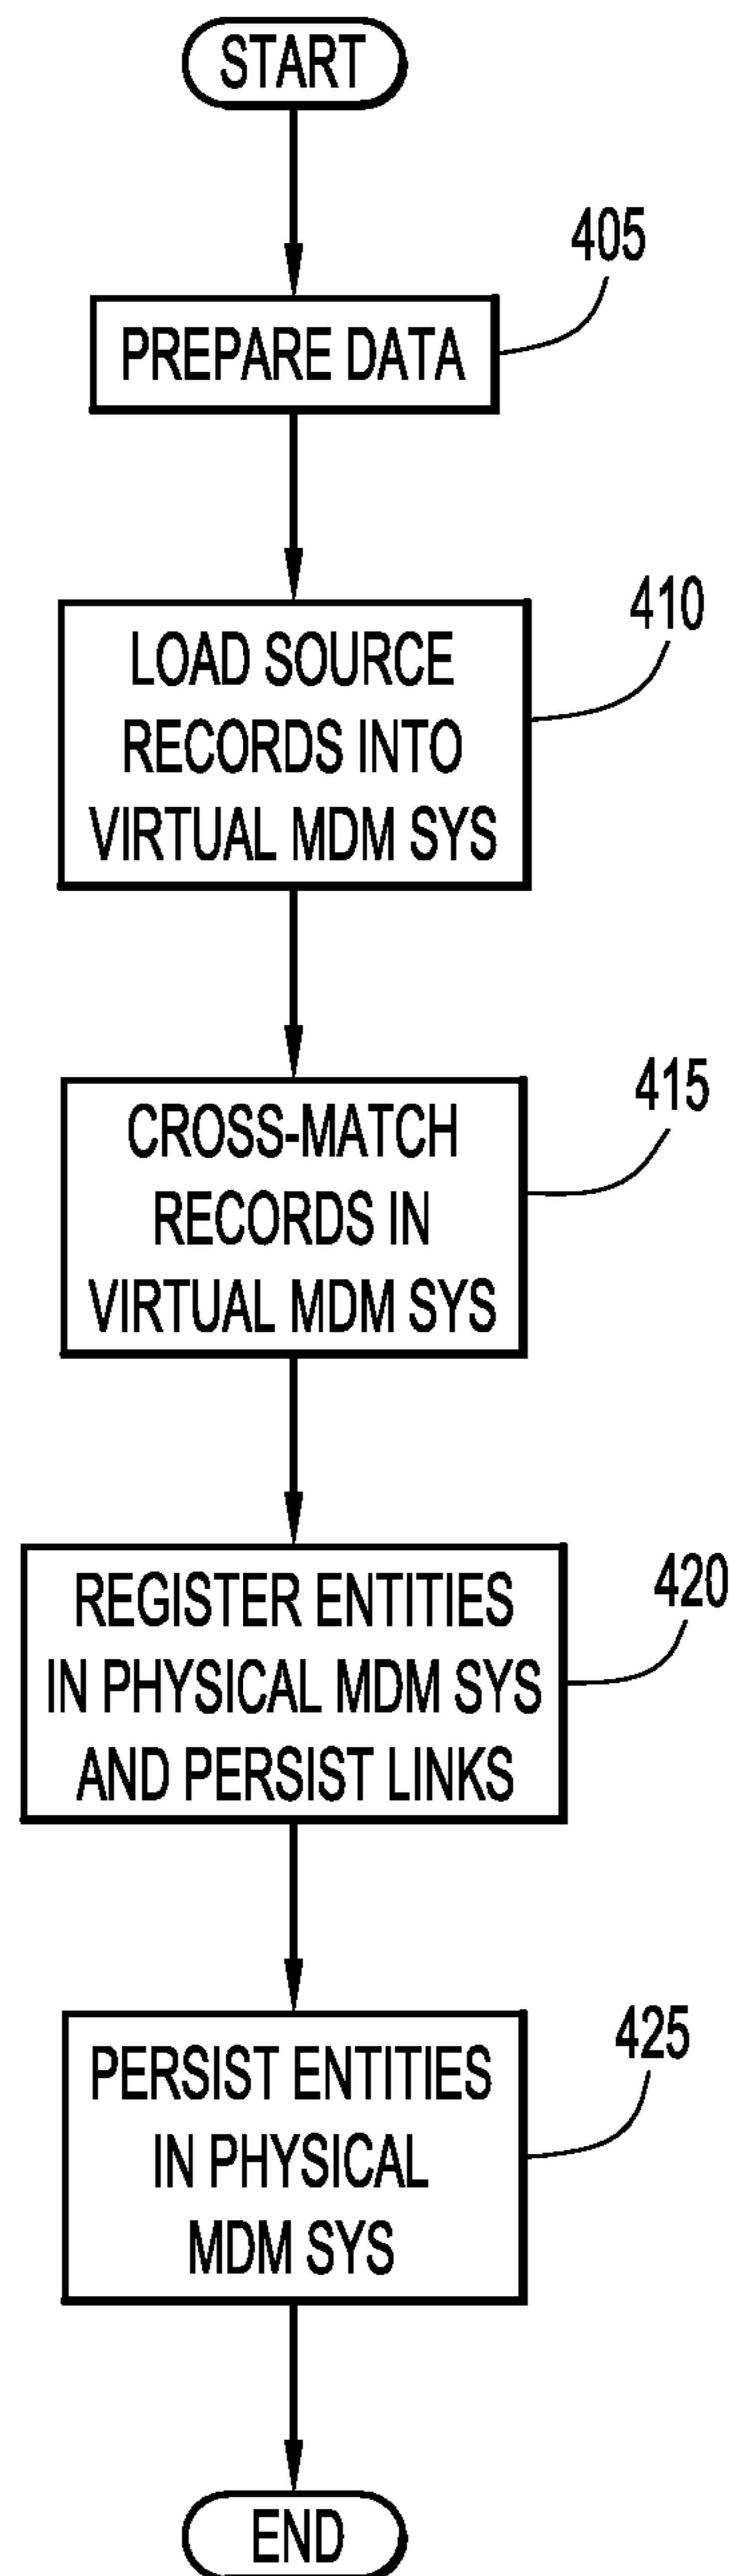 START
405
PREPARE DATA
410
LOAD SOURCE
RECORDS INTO
VIRTUAL MDM SYS
415
CROSS-MATCH
RECORDS IN
VIRTUAL MDM SYS
420
REGISTER ENTITIES
IN PHYSICAL MDM SYS
AND PERSIST LINKS
425
PERSIST ENTITIES
IN PHYSICAL
MDM SYS
END